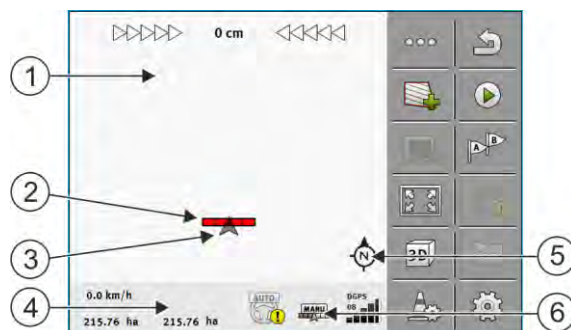 0 cm
1
A B
2
3
N
5
3D
4
0.0 km/h
AUTO
MANU
DGPS
08
6
215.76 ha 215.76 ha